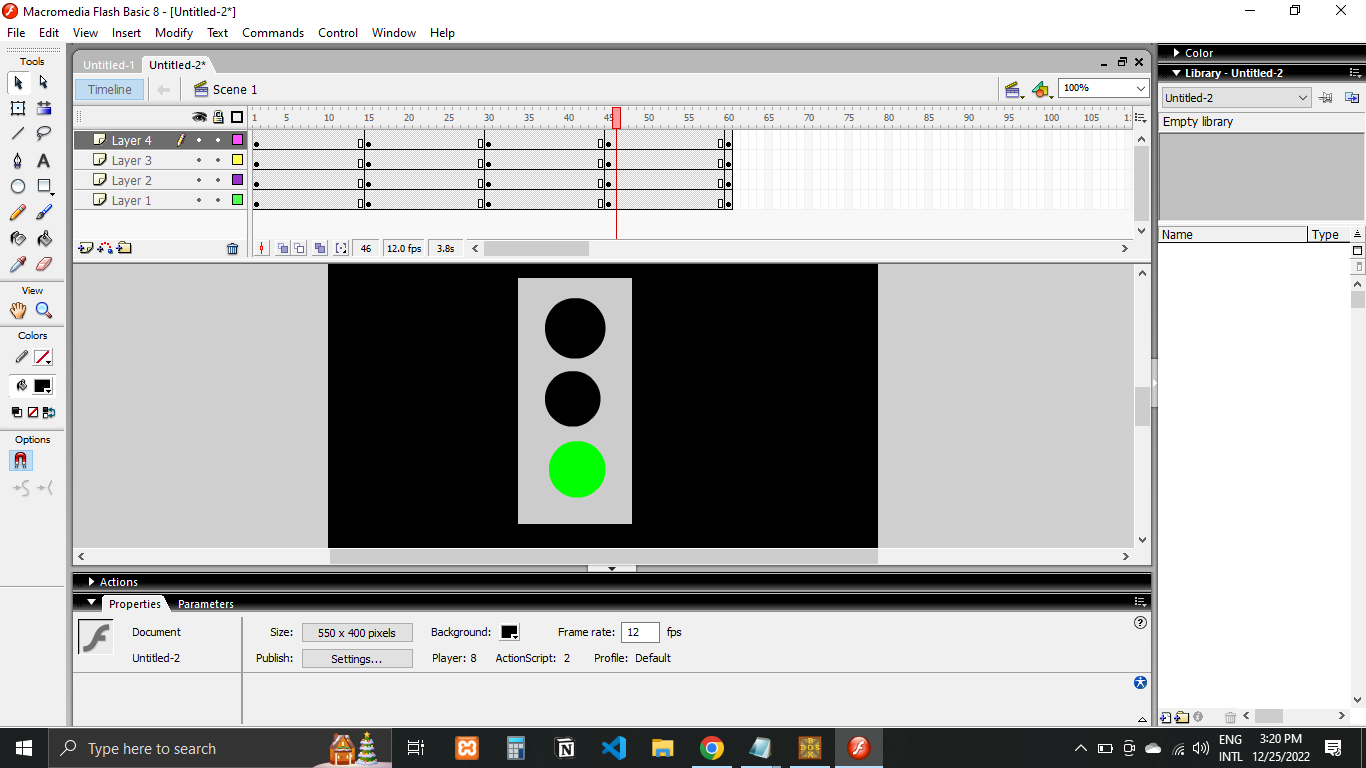 Macromedia Flash Basic 8 - [Untitled-2*]
File Edit View Insert Modify Text Commands Control Window Help
Tools
Untitled-1 Untitled-2*
Timeline Scene 1 100%
1 5 10 15 20 25 30 35 40 45 50 55 60 65 70 75 80 85 90 95 100 105
Layer 4
Layer 3
Layer 2
Layer 1
46 12.0 fps 3.8s
View
Colors
Options
Color
Library - Untitled-2
Untitled-2
Empty library
Name Type
Actions
Properties Parameters
Document Size: 550 x 400 pixels Background: Frame rate: 12 fps
Untitled-2 Publish: Settings... Player: 8 ActionScript: 2 Profile: Default
Type here to search
ENG
INTL
3:20 PM
12/25/2022